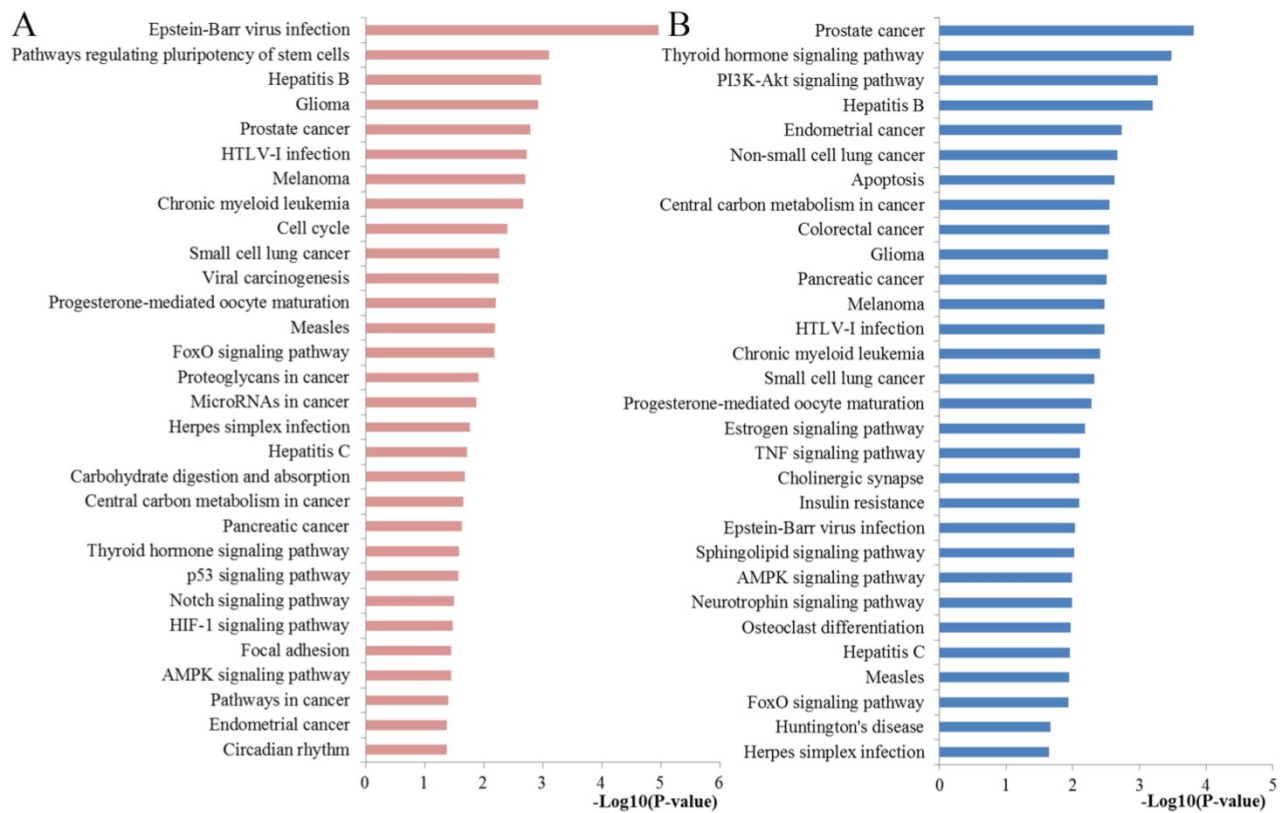 A
Epstein-Barr virus infection
Pathways regulating pluripotency of stem cells
Hepatitis B
Glioma
Prostate cancer
HTLV-I infection
Melanoma
Chronic myeloid leukemia
Cell cycle
Small cell lung cancer
Viral carcinogenesis
Progesterone-mediated oocyte maturation
Measles
FoxO signaling pathway
Proteoglycans in cancer
MicroRNAs in cancer
Herpes simplex infection
Hepatitis C
Carbohydrate digestion and absorption
Central carbon metabolism in cancer
Pancreatic cancer
Thyroid hormone signaling pathway
p53 signaling pathway
Notch signaling pathway
HIF-1 signaling pathway
Focal adhesion
AMPK signaling pathway
Pathways in cancer
Endometrial cancer
Circadian rhythm
0 1 2 3 4 5 6
-Log10(P-value)
B
Prostate cancer
Thyroid hormone signaling pathway
PI3K-Akt signaling pathway
Hepatitis B
Endometrial cancer
Non-small cell lung cancer
Apoptosis
Central carbon metabolism in cancer
Colorectal cancer
Glioma
Pancreatic cancer
Melanoma
HTLV-I infection
Chronic myeloid leukemia
Small cell lung cancer
Progesterone-mediated oocyte maturation
Estrogen signaling pathway
TNF signaling pathway
Cholinergic synapse
Insulin resistance
Epstein-Barr virus infection
Sphingolipid signaling pathway
AMPK signaling pathway
Neurotrophin signaling pathway
Osteoclast differentiation
Hepatitis C
Measles
FoxO signaling pathway
Huntington's disease
Herpes simplex infection
0 1 2 3 4 5
-Log10(P-value)